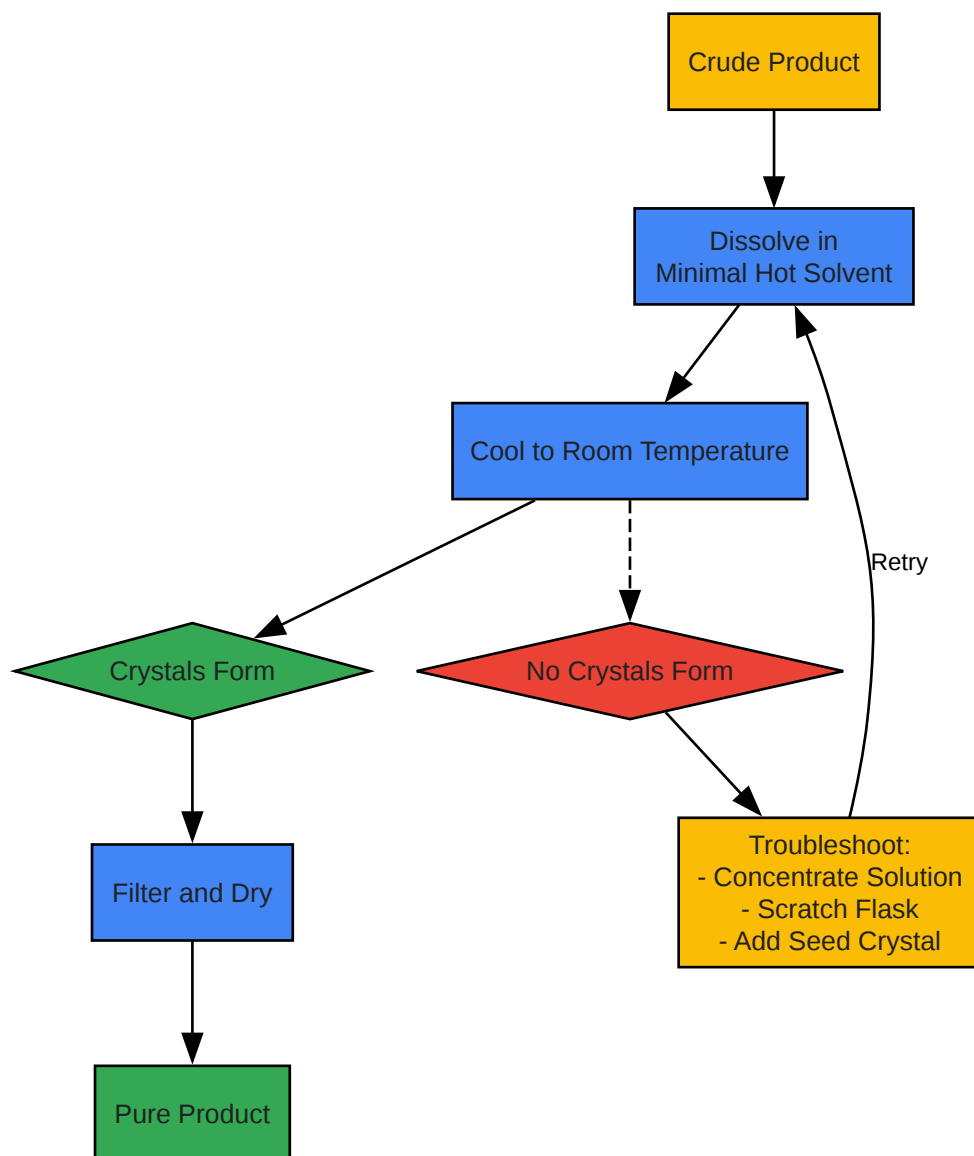 Crude Product
Dissolve in
Minimal Hot Solvent
Cool to Room Temperature
Retry
Crystals Form
No Crystals Form
Troubleshoot:
- Concentrate Solution
- Scratch Flask
- Add Seed Crystal
Filter and Dry
Pure Product